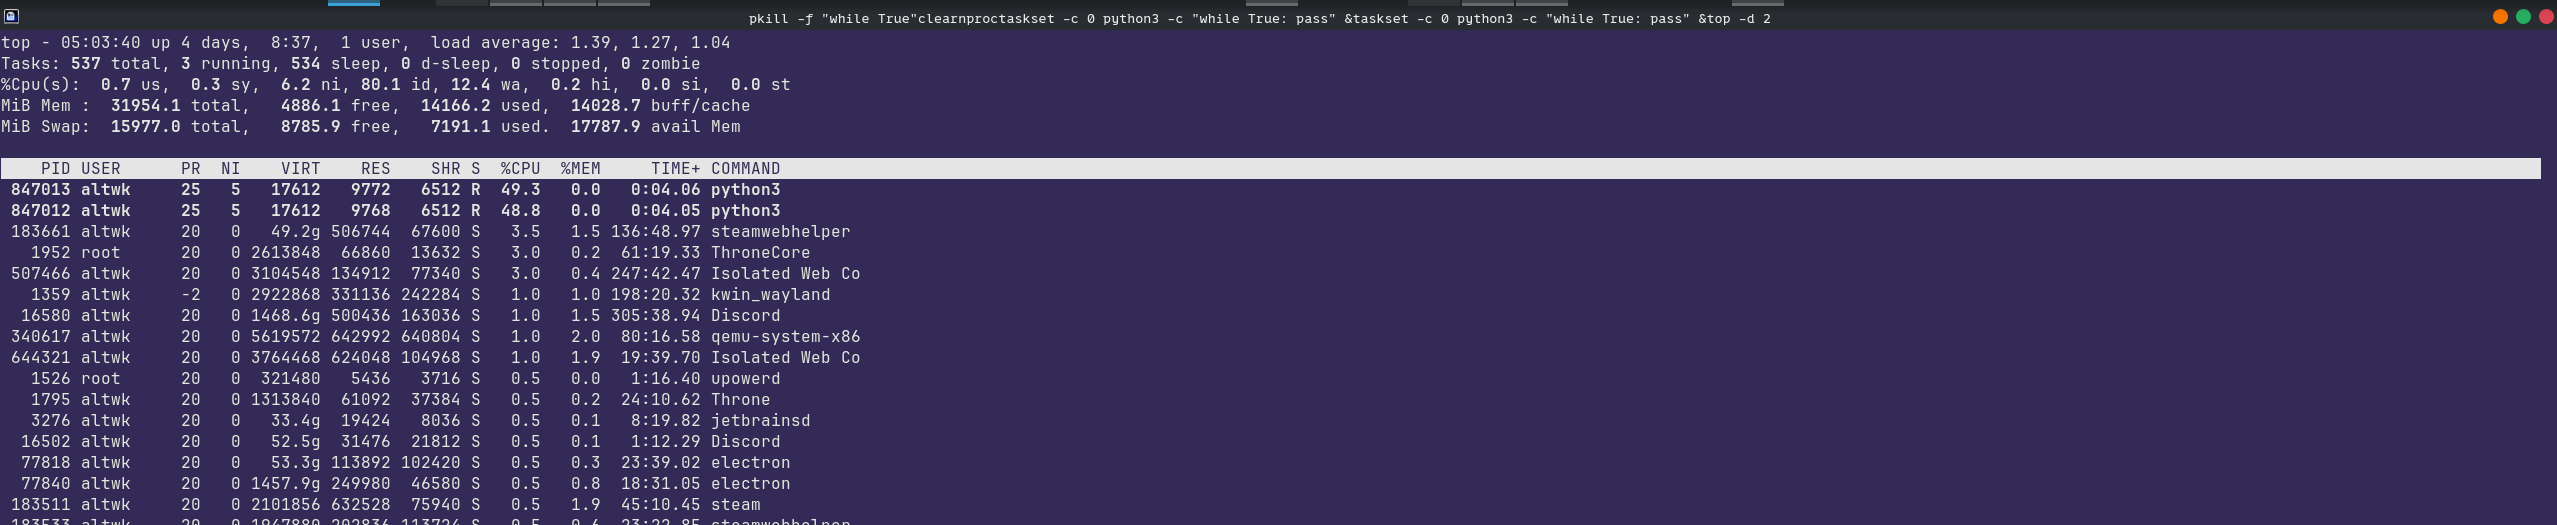 pkill -f "while True"clearnproctaskset -c 0 python3 -c "while True: pass" &taskset -c 0 python3 -c "while True: pass" &top -d 2
top - 05:03:40 up 4 days,  8:37,  1 user,  load average: 1.39, 1.27, 1.04
Tasks: 537 total, 3 running, 534 sleep, 0 d-sleep, 0 stopped, 0 zombie
%Cpu(s):  0.7 us,  0.3 sy,  6.2 ni, 80.1 id, 12.4 wa,  0.2 hi,  0.0 si,  0.0 st
MiB Mem :  31954.1 total,   4886.1 free,  14166.2 used,  14028.7 buff/cache
MiB Swap:  15977.0 total,   8785.9 free,   7191.1 used.  17787.9 avail Mem
PID USER      PR  NI    VIRT    RES    SHR S  %CPU  %MEM     TIME+ COMMAND
847013 altwk     25   5   17612   9772   6512 R  49.3   0.0   0:04.06 python3
847012 altwk     25   5   17612   9768   6512 R  48.8   0.0   0:04.05 python3
183661 altwk     20   0   49.2g 506744  67600 S   3.5   1.5 136:48.97 steamwebhelper
1952 root      20   0 2613848  66860  13632 S   3.0   0.2  61:19.33 ThroneCore
507466 altwk     20   0 3104548 134912  77340 S   3.0   0.4 247:42.47 Isolated Web Co
1359 altwk     -2   0 2922868 331136 242284 S   1.0   1.0 198:20.32 kwin_wayland
16580 altwk     20   0 1468.6g 500436 163036 S   1.0   1.5 305:38.94 Discord
340617 altwk     20   0 5619572 642992 640804 S   1.0   2.0  80:16.58 qemu-system-x86
644321 altwk     20   0 3764468 624048 104968 S   1.0   1.9  19:39.70 Isolated Web Co
1526 root      20   0  321480   5436   3716 S   0.5   0.0   1:16.40 upowerd
1795 altwk     20   0 1313840  61092  37384 S   0.5   0.2  24:10.62 Throne
3276 altwk     20   0   33.4g  19424   8036 S   0.5   0.1   8:19.82 jetbrainsd
16502 altwk     20   0   52.5g  31476  21812 S   0.5   0.1   1:12.29 Discord
77818 altwk     20   0   53.3g 113892 102420 S   0.5   0.3  23:39.02 electron
77840 altwk     20   0 1457.9g 249980  46580 S   0.5   0.8  18:31.05 electron
183511 altwk     20   0 2101856 632528  75940 S   0.5   1.9  45:10.45 steam
183533 altwk     20   0 1947880 202836 113724 S   0.5   0.6  23:22.85 steamwebhelper